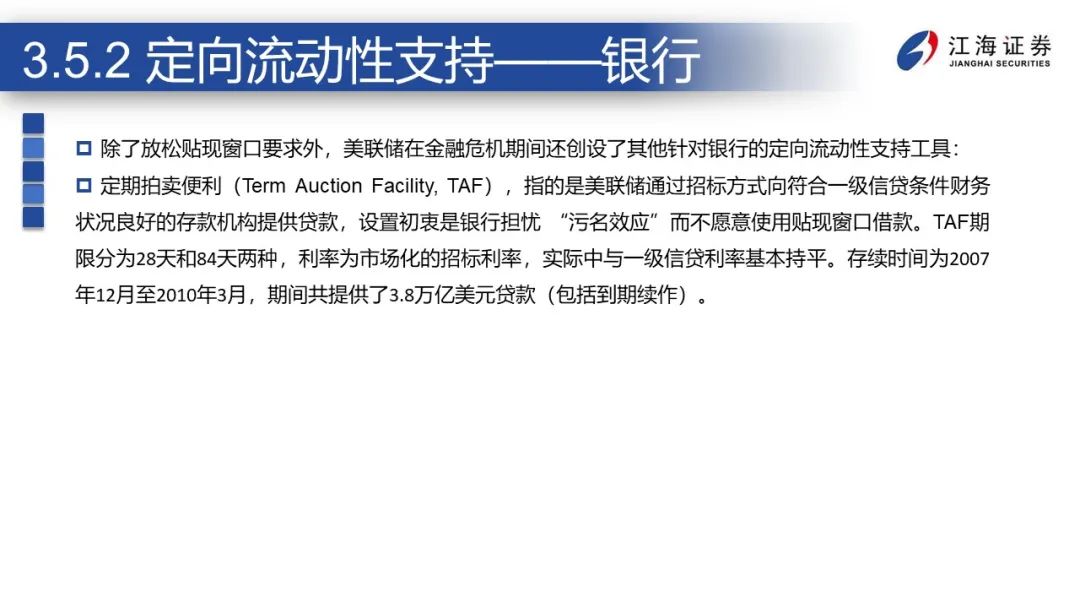 3.5.2 定向流动性支持——银行
江海证券
JIANGHAI SECURITIES
除了放松贴现窗口要求外，美联储在金融危机期间还创设了其他针对银行的定向流动性支持工具：
定期拍卖便利（Term Auction Facility, TAF），指的是美联储通过招标方式向符合一级信贷条件财务
状况良好的存款机构提供贷款，设置初衷是银行担忧 “污名效应”而不愿意使用贴现窗口借款。TAF期
限分为28天和84天两种，利率为市场化的招标利率，实际中与一级信贷利率基本持平。存续时间为2007
年12月至2010年3月，期间共提供了3.8万亿美元贷款（包括到期续作）。